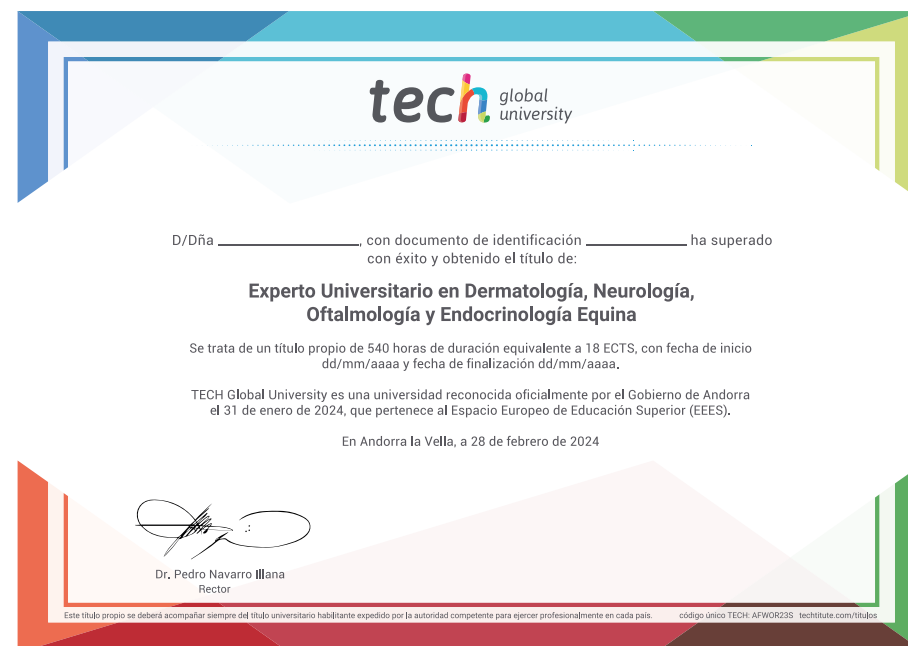 tech global university
D/Dña ____________________, con documento de identificación ______________ ha superado
con éxito y obtenido el título de:
Experto Universitario en Dermatología, Neurología,
Oftalmología y Endocrinología Equina
Se trata de un título propio de 540 horas de duración equivalente a 18 ECTS, con fecha de inicio
dd/mm/aaaa y fecha de finalización dd/mm/aaaa.
TECH Global University es una universidad reconocida oficialmente por el Gobierno de Andorra
el 31 de enero de 2024, que pertenece al Espacio Europeo de Educación Superior (EEES).
En Andorra la Vella, a 28 de febrero de 2024
Dr. Pedro Navarro Illana
Rector
Este título propio se deberá acompañar siempre del título universitario habilitante expedido por la autoridad competente para ejercer profesionalmente en cada país. código único TECH: AFWOR23S techtitute.com/titulos